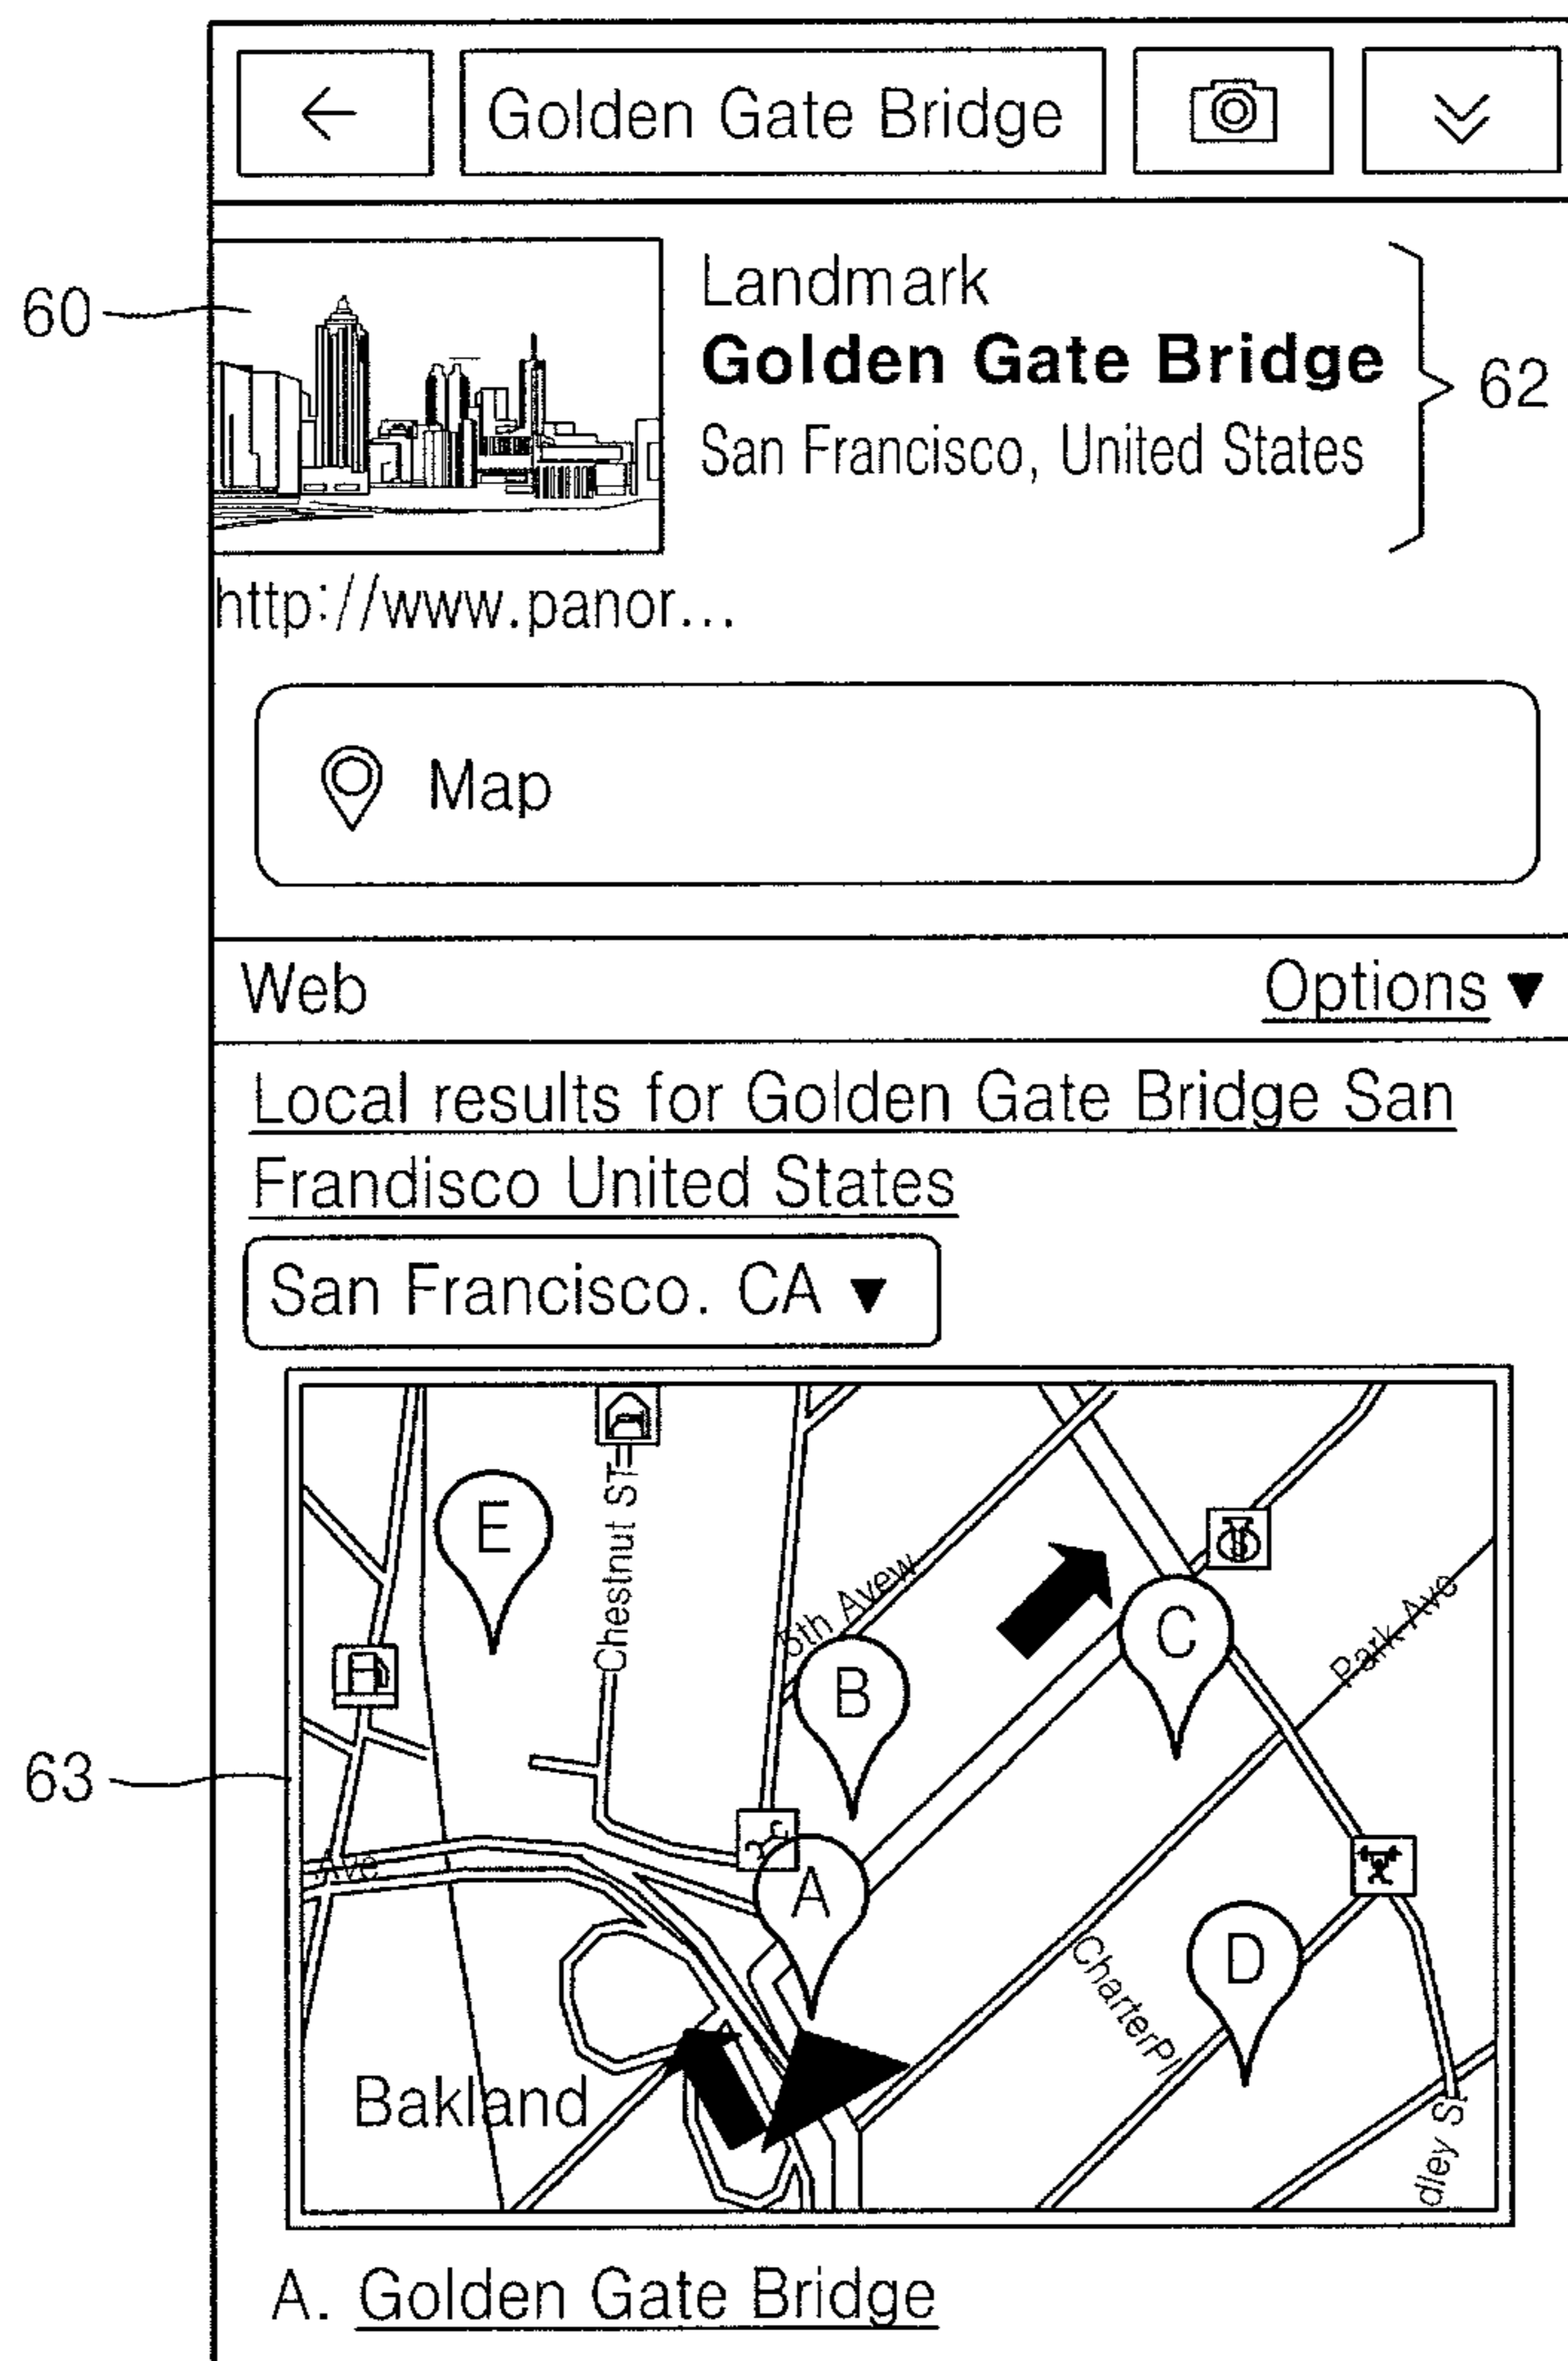 Golden Gate Bridge
60
Landmark
Golden Gate Bridge
San Francisco, United States
62
http://www.panor...
Map
Web
Options ▼
Local results for Golden Gate Bridge San
Frandisco United States
San Francisco. CA ▼
E
Chestnut ST
5th Avew
B
C
Park Ave
63
Ave
A
D
CharterPl
Bakland
dley St
A. Golden Gate Bridge